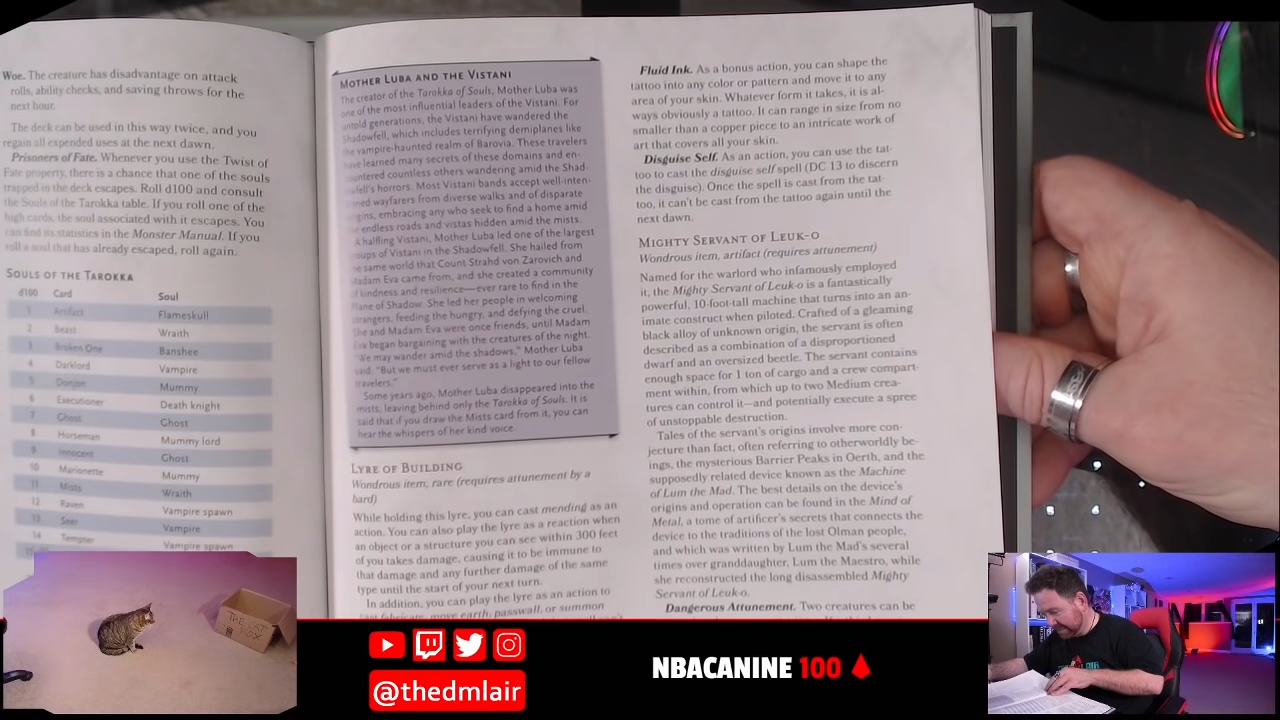 Woe. The creature has disadvantage on attack
rolls, ability checks, and saving throws for the
next hour.
The deck can be used in this way twice, and you
regain all expended uses at the next dawn.
Prisoners of Fate. Whenever you use the Twist of
Fate property, there is a chance that one of the souls
trapped in the deck escapes. Roll d100 and consult
the Souls of the Tarokka table. If you roll one of the
high cards, the soul associated with it escapes. You
can find its statistics in the Monster Manual. If you
roll a soul that has already escaped, roll again.
SOULS OF THE TAROKKA
d100 Card Soul
1 Artifact Flameskull
2 Beast Wraith
3 Broken One Banshee
4 Darklord Vampire
5 Donjon Mummy
6 Executioner Death knight
7 Ghost Ghost
8 Horseman Mummy lord
9 Innocent Ghost
10 Marionette Mummy
11 Mists Wraith
12 Raven Vampire spawn
13 Seer Vampire
14 Tempter Vampire spawn
MOTHER LUBA AND THE VISTANI
The creator of the Tarokka of Souls, Mother Luba was
one of the most influential leaders of the Vistani. For
untold generations, the Vistani have wandered the
Shadowfell, which includes terrifying demiplanes like
the vampire-haunted realm of Barovia. These travelers
have learned many secrets of these domains and en-
countered countless others wandering amid the Shad-
owfell's horrors. Most Vistani bands accept well-inten-
ned wayfarers from diverse walks and of disparate
gins, embracing any who seek to find a home amid
endless roads and vistas hidden amid the mists.
A halfling Vistani, Mother Luba led one of the largest
oups of Vistani in the Shadowfell. She hailed from
he same world that Count Strahd von Zarovich and
Madam Eva came from, and she created a community
of kindness and resilience—ever rare to find in the
Plane of Shadow. She led her people in welcoming
strangers, feeding the hungry, and defying the cruel.
She and Madam Eva were once friends, until Madam
Eva began bargaining with the creatures of the night.
"We may wander amid the shadows," Mother Luba
said. "But we must ever serve as a light to our fellow
travelers."
Some years ago, Mother Luba disappeared into the
mists, leaving behind only the Tarokka of Souls. It is
said that if you draw the Mists card from it, you can
hear the whispers of her kind voice.
LYRE OF BUILDING
Wondrous item, rare (requires attunement by a
bard)
While holding this lyre, you can cast mending as an
action. You can also play the lyre as a reaction when
an object or a structure you can see within 300 feet
of you takes damage, causing it to be immune to
that damage and any further damage of the same
type until the start of your next turn.
In addition, you can play the lyre as an action to
cast fabricate, move earth, passwall, or summon
Fluid Ink. As a bonus action, you can shape the
tattoo into any color or pattern and move it to any
area of your skin. Whatever form it takes, it is al-
ways obviously a tattoo. It can range in size from no
smaller than a copper piece to an intricate work of
art that covers all your skin.
Disguise Self. As an action, you can use the tat-
too to cast the disguise self spell (DC 13 to discern
the disguise). Once the spell is cast from the tat-
too, it can't be cast from the tattoo again until the
next dawn.
MIGHTY SERVANT OF LEUK-O
Wondrous item, artifact (requires attunement)
Named for the warlord who infamously employed
it, the Mighty Servant of Leuk-o is a fantastically
powerful, 10-foot-tall machine that turns into an an-
imate construct when piloted. Crafted of a gleaming
black alloy of unknown origin, the servant is often
described as a combination of a disproportioned
dwarf and an oversized beetle. The servant contains
enough space for 1 ton of cargo and a crew compart-
ment within, from which up to two Medium crea-
tures can control it—and potentially execute a spree
of unstoppable destruction.
Tales of the servant's origins involve more con-
jecture than fact, often referring to otherworldly be-
ings, the mysterious Barrier Peaks in Oerth, and the
supposedly related device known as the Machine
of Lum the Mad. The best details on the device's
origins and operation can be found in the Mind of
Metal, a tome of artificer's secrets that connects the
device to the traditions of the lost Olman people,
and which was written by Lum the Mad's several
times over granddaughter, Lum the Maestro, while
she reconstructed the long disassembled Mighty
Servant of Leuk-o.
Dangerous Attunement. Two creatures can be
THE CAT
BOX
@thedmlair
NBACANINE 100